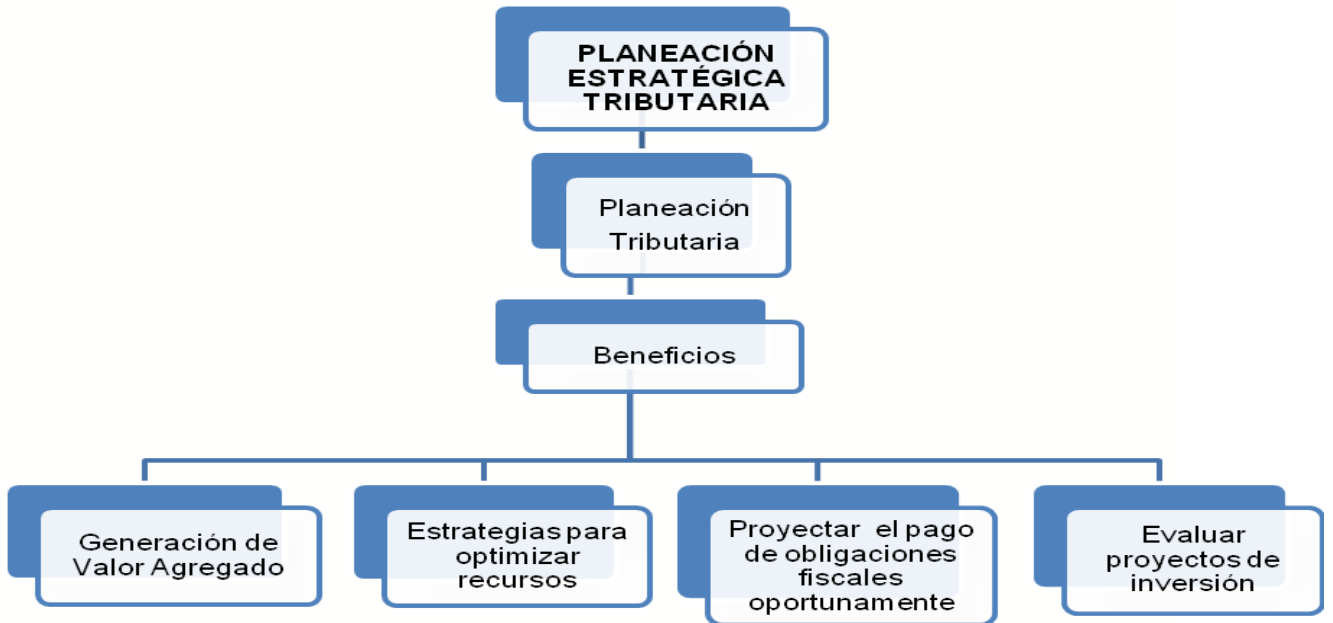 PLANEACIÓN
ESTRATÉGICA
TRIBUTARIA
Planeación
Tributaria
Beneficios
Generación de
Valor Agregado
Estrategias para
optimizar
recursos
Proyectar el pago
de obligaciones
fiscales
oportunamente
Evaluar
proyectos de
inversión